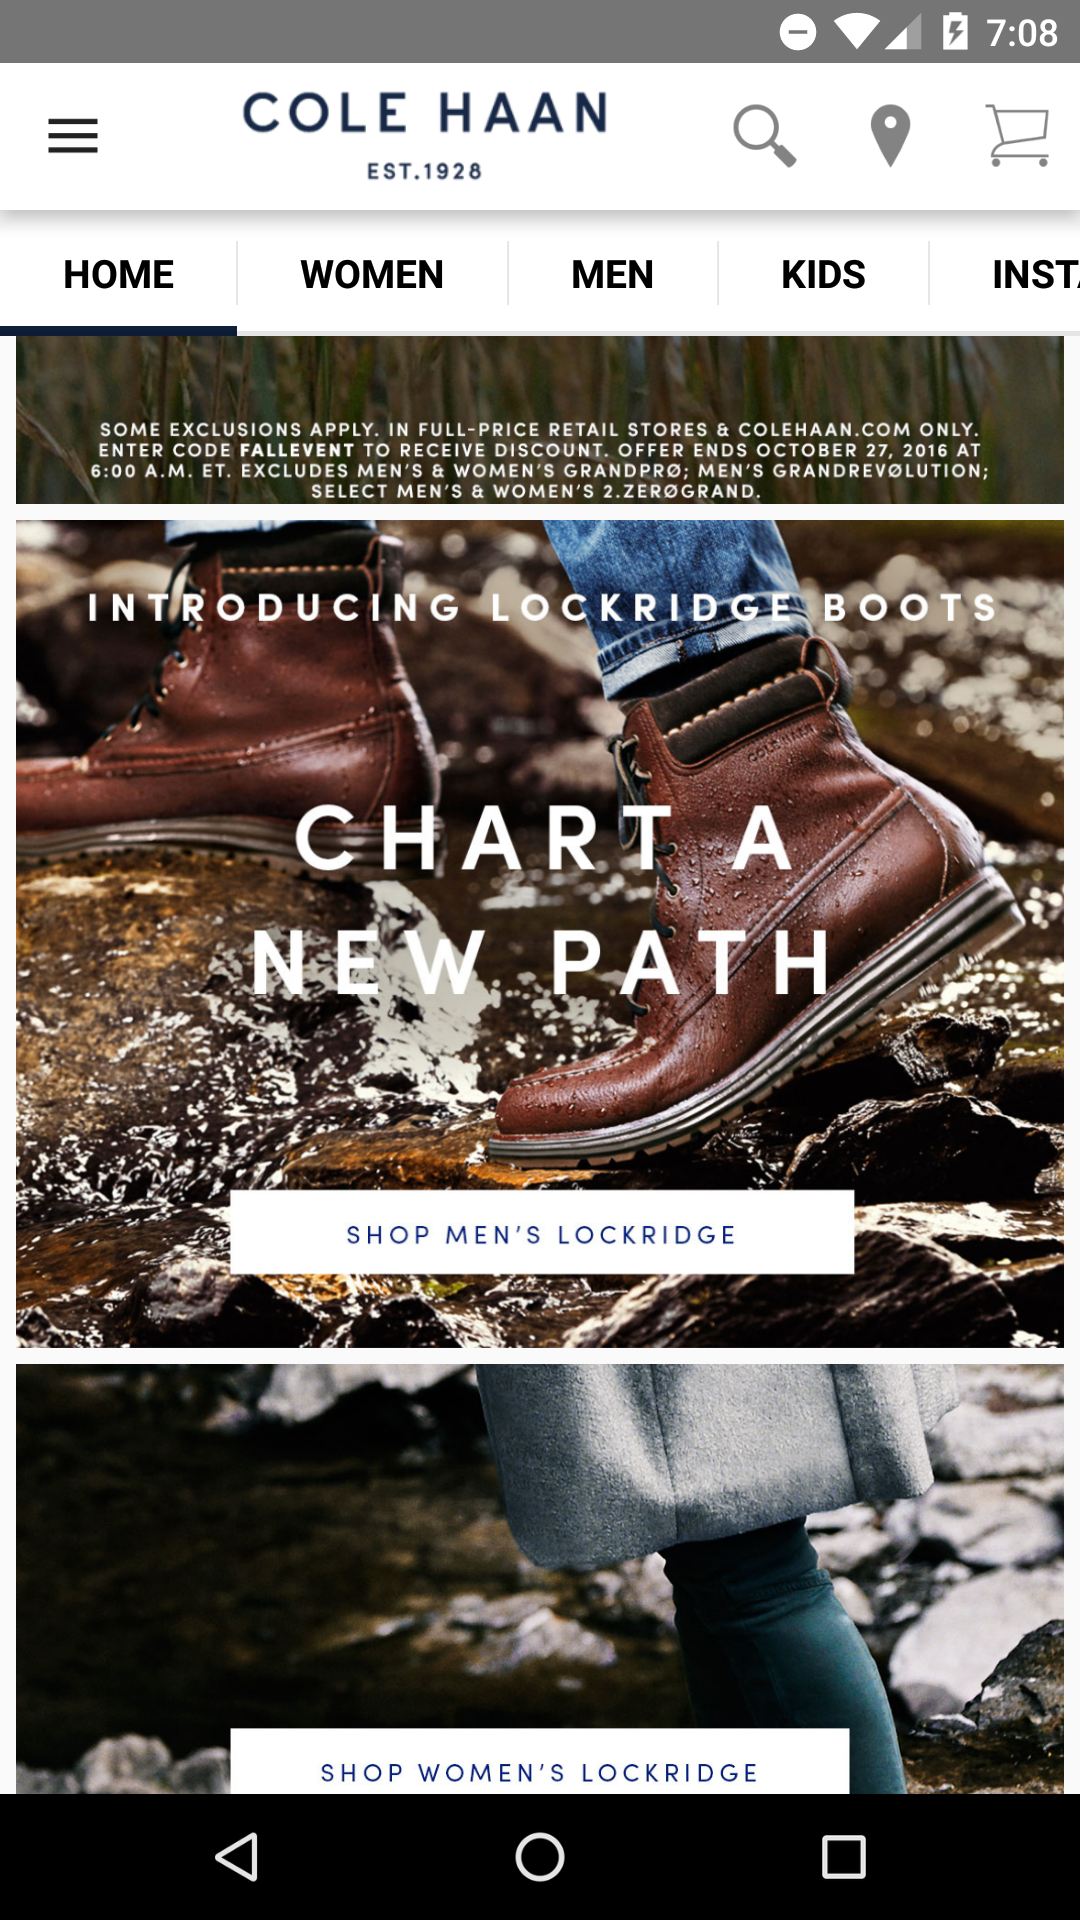 7:08
COLE HAAN
EST.1928
HOME WOMEN MEN KIDS INSTA
SOME EXCLUSIONS APPLY. IN FULL-PRICE RETAIL STORES & COLEHAAN.COM ONLY.
ENTER CODE FALLEVENT TO RECEIVE DISCOUNT. OFFER ENDS OCTOBER 27, 2016 AT
6:00 A.M. ET. EXCLUDES MEN'S & WOMEN'S GRANDPRØ; MEN'S GRANDREVØLUTION;
SELECT MEN'S & WOMEN'S 2.ZERØGRAND.
INTRODUCING LOCKRIDGE BOOTS
COLE HAAN
CHART A
NEW PATH
SHOP MEN'S LOCKRIDGE
SHOP WOMEN'S LOCKRIDGE